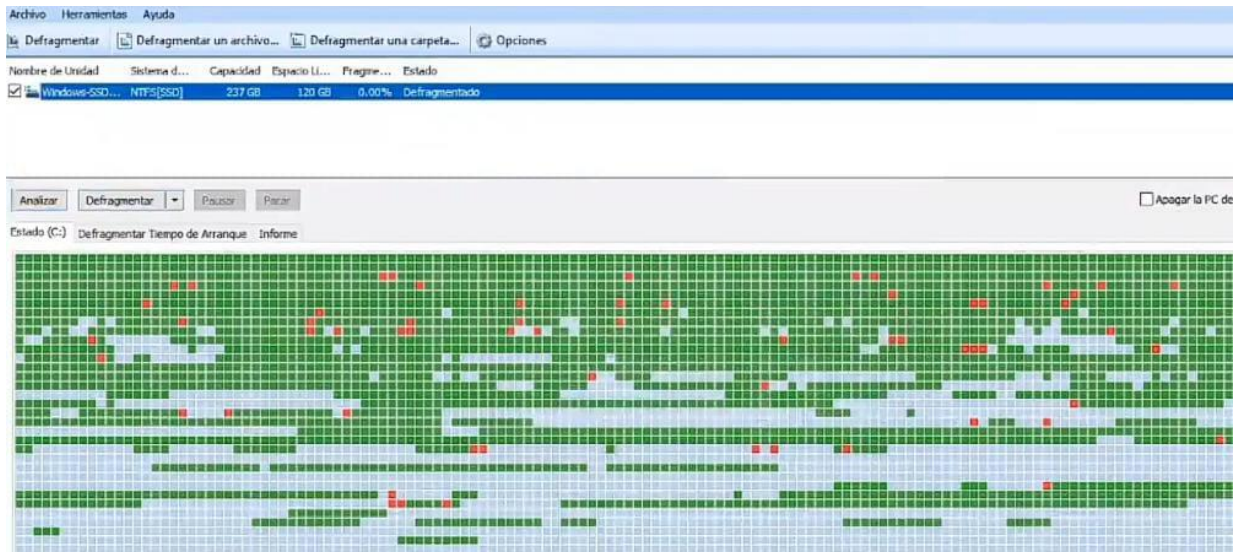 Archivo Herramientas Ayuda
Defragmentar Defragmentar un archivo... Defragmentar una carpeta... Opciones
Nombre de Unidad Sistema d... Capacidad Espacio Li... Fragme... Estado
Windows-SSD... NTFS[SSD] 237 GB 120 GB 0.00% Defragmentado
Analizar Defragmentar Pausar Parar Apagar la PC de
Estado (C:) Defragmentar Tiempo de Arranque Informe